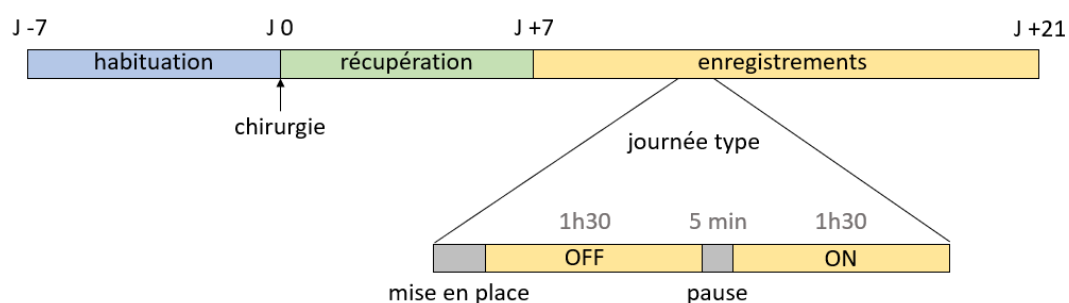 J -7 J 0 J +7 J +21
habituation récupération enregistrements
chirurgie
journée type
1h30 5 min 1h30
OFF ON
mise en place pause